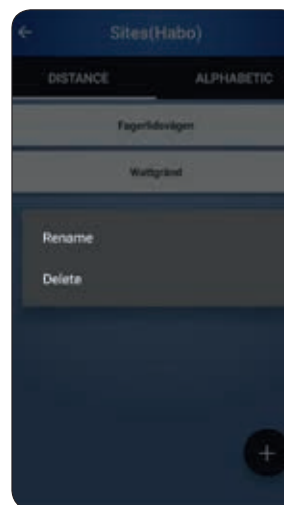 Sites(Habo)
DISTANCE ALPHABETIC
Fagerlidsvägen
Wattgränd
Rename
Delete